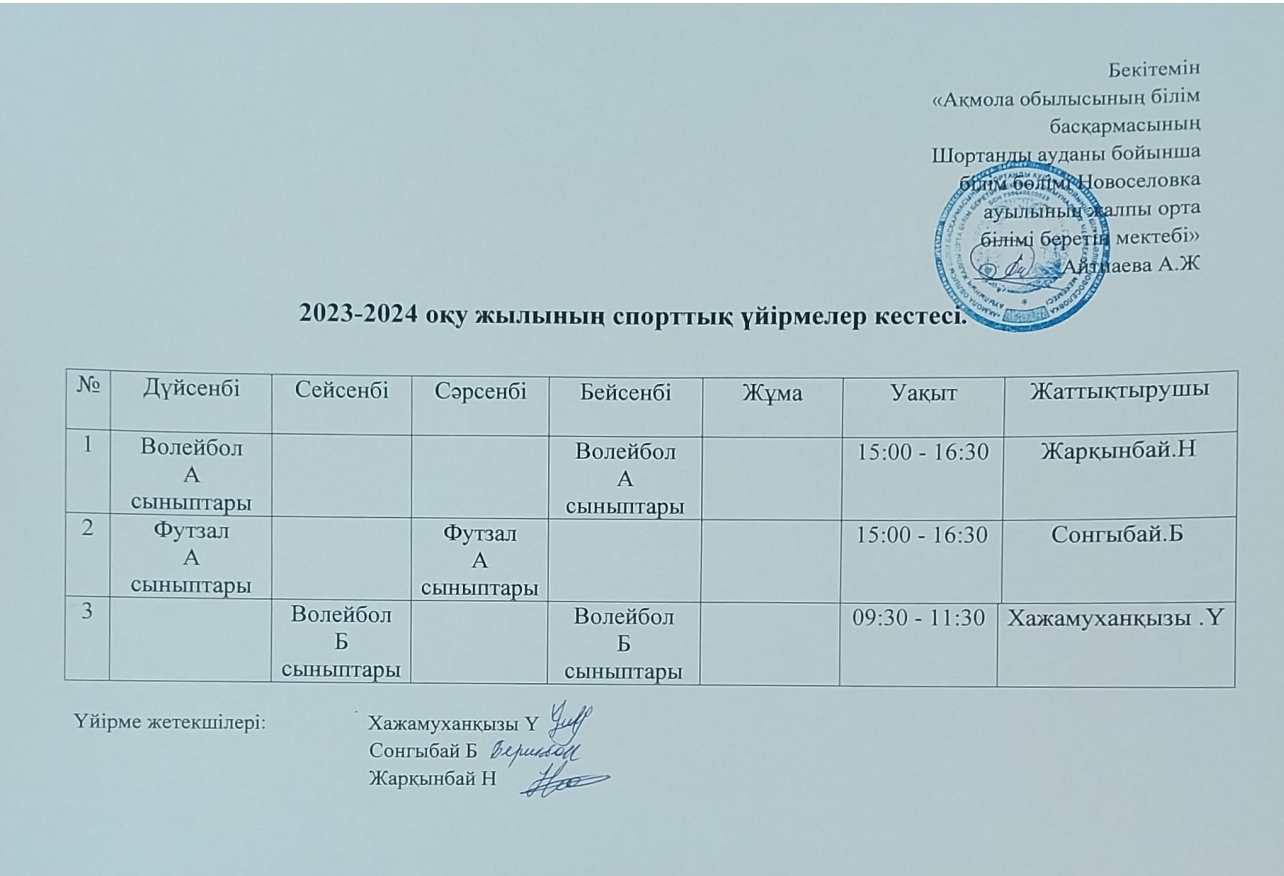 Бекітемін
«Ақмола обылысының білім
басқармасының
Шортанды ауданы бойынша
білім бөлімі Новоселовка
ауылының жалпы орта
білімі беретін мектебі»
Айтпаева А.Ж
2023-2024 оқу жылының спорттық үйірмелер кестесі.
№ Дүйсенбі Сейсенбі Сәрсенбі Бейсенбі Жұма Уақыт Жаттықтырушы
1 Волейбол Волейбол 15:00 - 16:30 Жарқынбай.Н
А А
сыныптары сыныптары
2 Футзал Футзал 15:00 - 16:30 Сонгыбай.Б
А А
сыныптары сыныптары
3 Волейбол Волейбол 09:30 - 11:30 Хажамуханқызы .Ү
Б Б
сыныптары сыныптары
Үйірме жетекшілері: Хажамуханқызы Ү
Сонгыбай Б
Жарқынбай Н